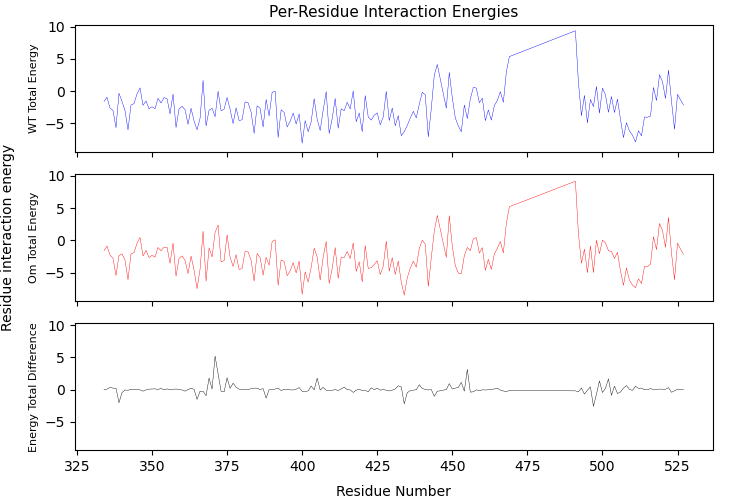 Per-Residue Interaction Energies
Residue interaction energy
WT Total Energy
10
5
0
−5
Om Total Energy
10
5
0
−5
Energy Total Difference
10
5
0
−5
325 350 375 400 425 450 475 500 525
Residue Number